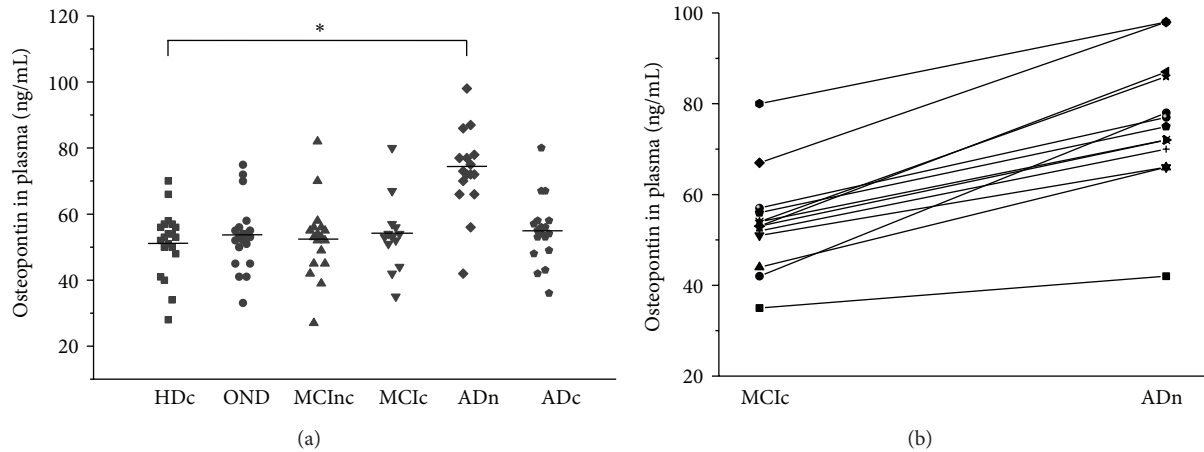 Osteopontin in plasma (ng/mL)
120
100
80
60
40
20
*
HDc OND MCInc MCIc ADn ADc
(a)
Osteopontin in plasma (ng/mL)
100
80
60
40
20
MCIc ADn
(b)